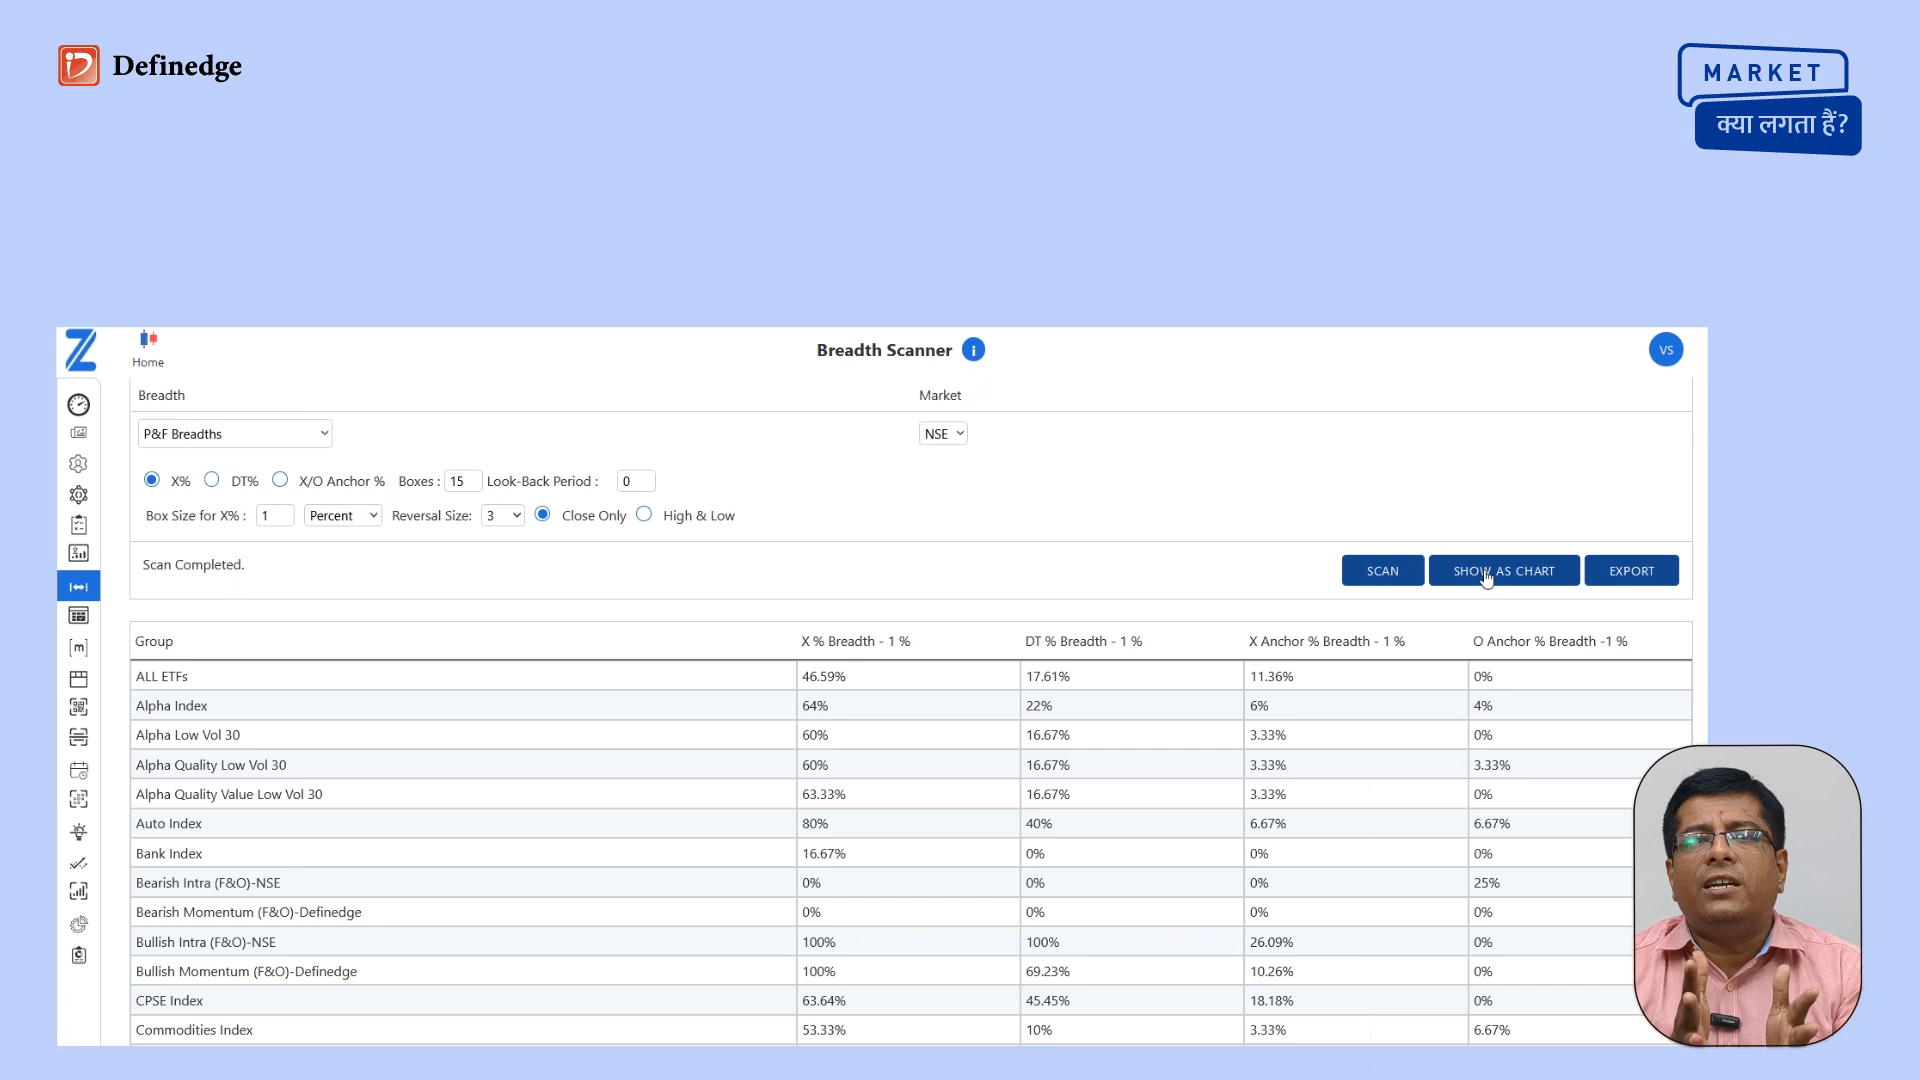 Definedge
MARKET
क्या लगता हैं?
Home
Breadth Scanner
i
VS
Breadth
Market
P&F Breadths
NSE
X% DT% X/O Anchor % Boxes : 15 Look-Back Period : 0
Box Size for X% : 1 Percent Reversal Size: 3 Close Only High & Low
Scan Completed.
SCAN
SHOW AS CHART
EXPORT
Group X % Breadth - 1 % DT % Breadth - 1 % X Anchor % Breadth - 1 % O Anchor % Breadth -1 %
ALL ETFs 46.59% 17.61% 11.36% 0%
Alpha Index 64% 22% 6% 4%
Alpha Low Vol 30 60% 16.67% 3.33% 0%
Alpha Quality Low Vol 30 60% 16.67% 3.33% 3.33%
Alpha Quality Value Low Vol 30 63.33% 16.67% 3.33% 0%
Auto Index 80% 40% 6.67% 6.67%
Bank Index 16.67% 0% 0% 0%
Bearish Intra (F&O)-NSE 0% 0% 0% 25%
Bearish Momentum (F&O)-Definedge 0% 0% 0% 0%
Bullish Intra (F&O)-NSE 100% 100% 26.09% 0%
Bullish Momentum (F&O)-Definedge 100% 69.23% 10.26% 0%
CPSE Index 63.64% 45.45% 18.18% 0%
Commodities Index 53.33% 10% 3.33% 6.67%